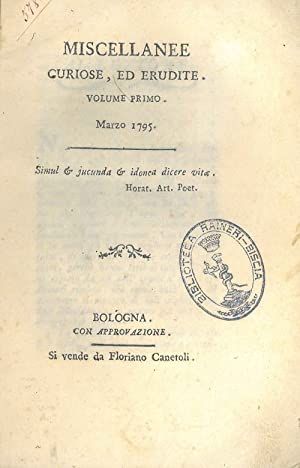 MISCELLANEE
CURIOSE, ED ERUDITE.
VOLUME PRIMO.
Marzo 1795.
Simul & jucunda & idonea dicere vitæ.
Horat. Art. Poet.
BIBLIOTECA RAINERI-BISCIA
BOLOGNA.
CON APPROVAZIONE.
Si vende da Floriano Canetoli.